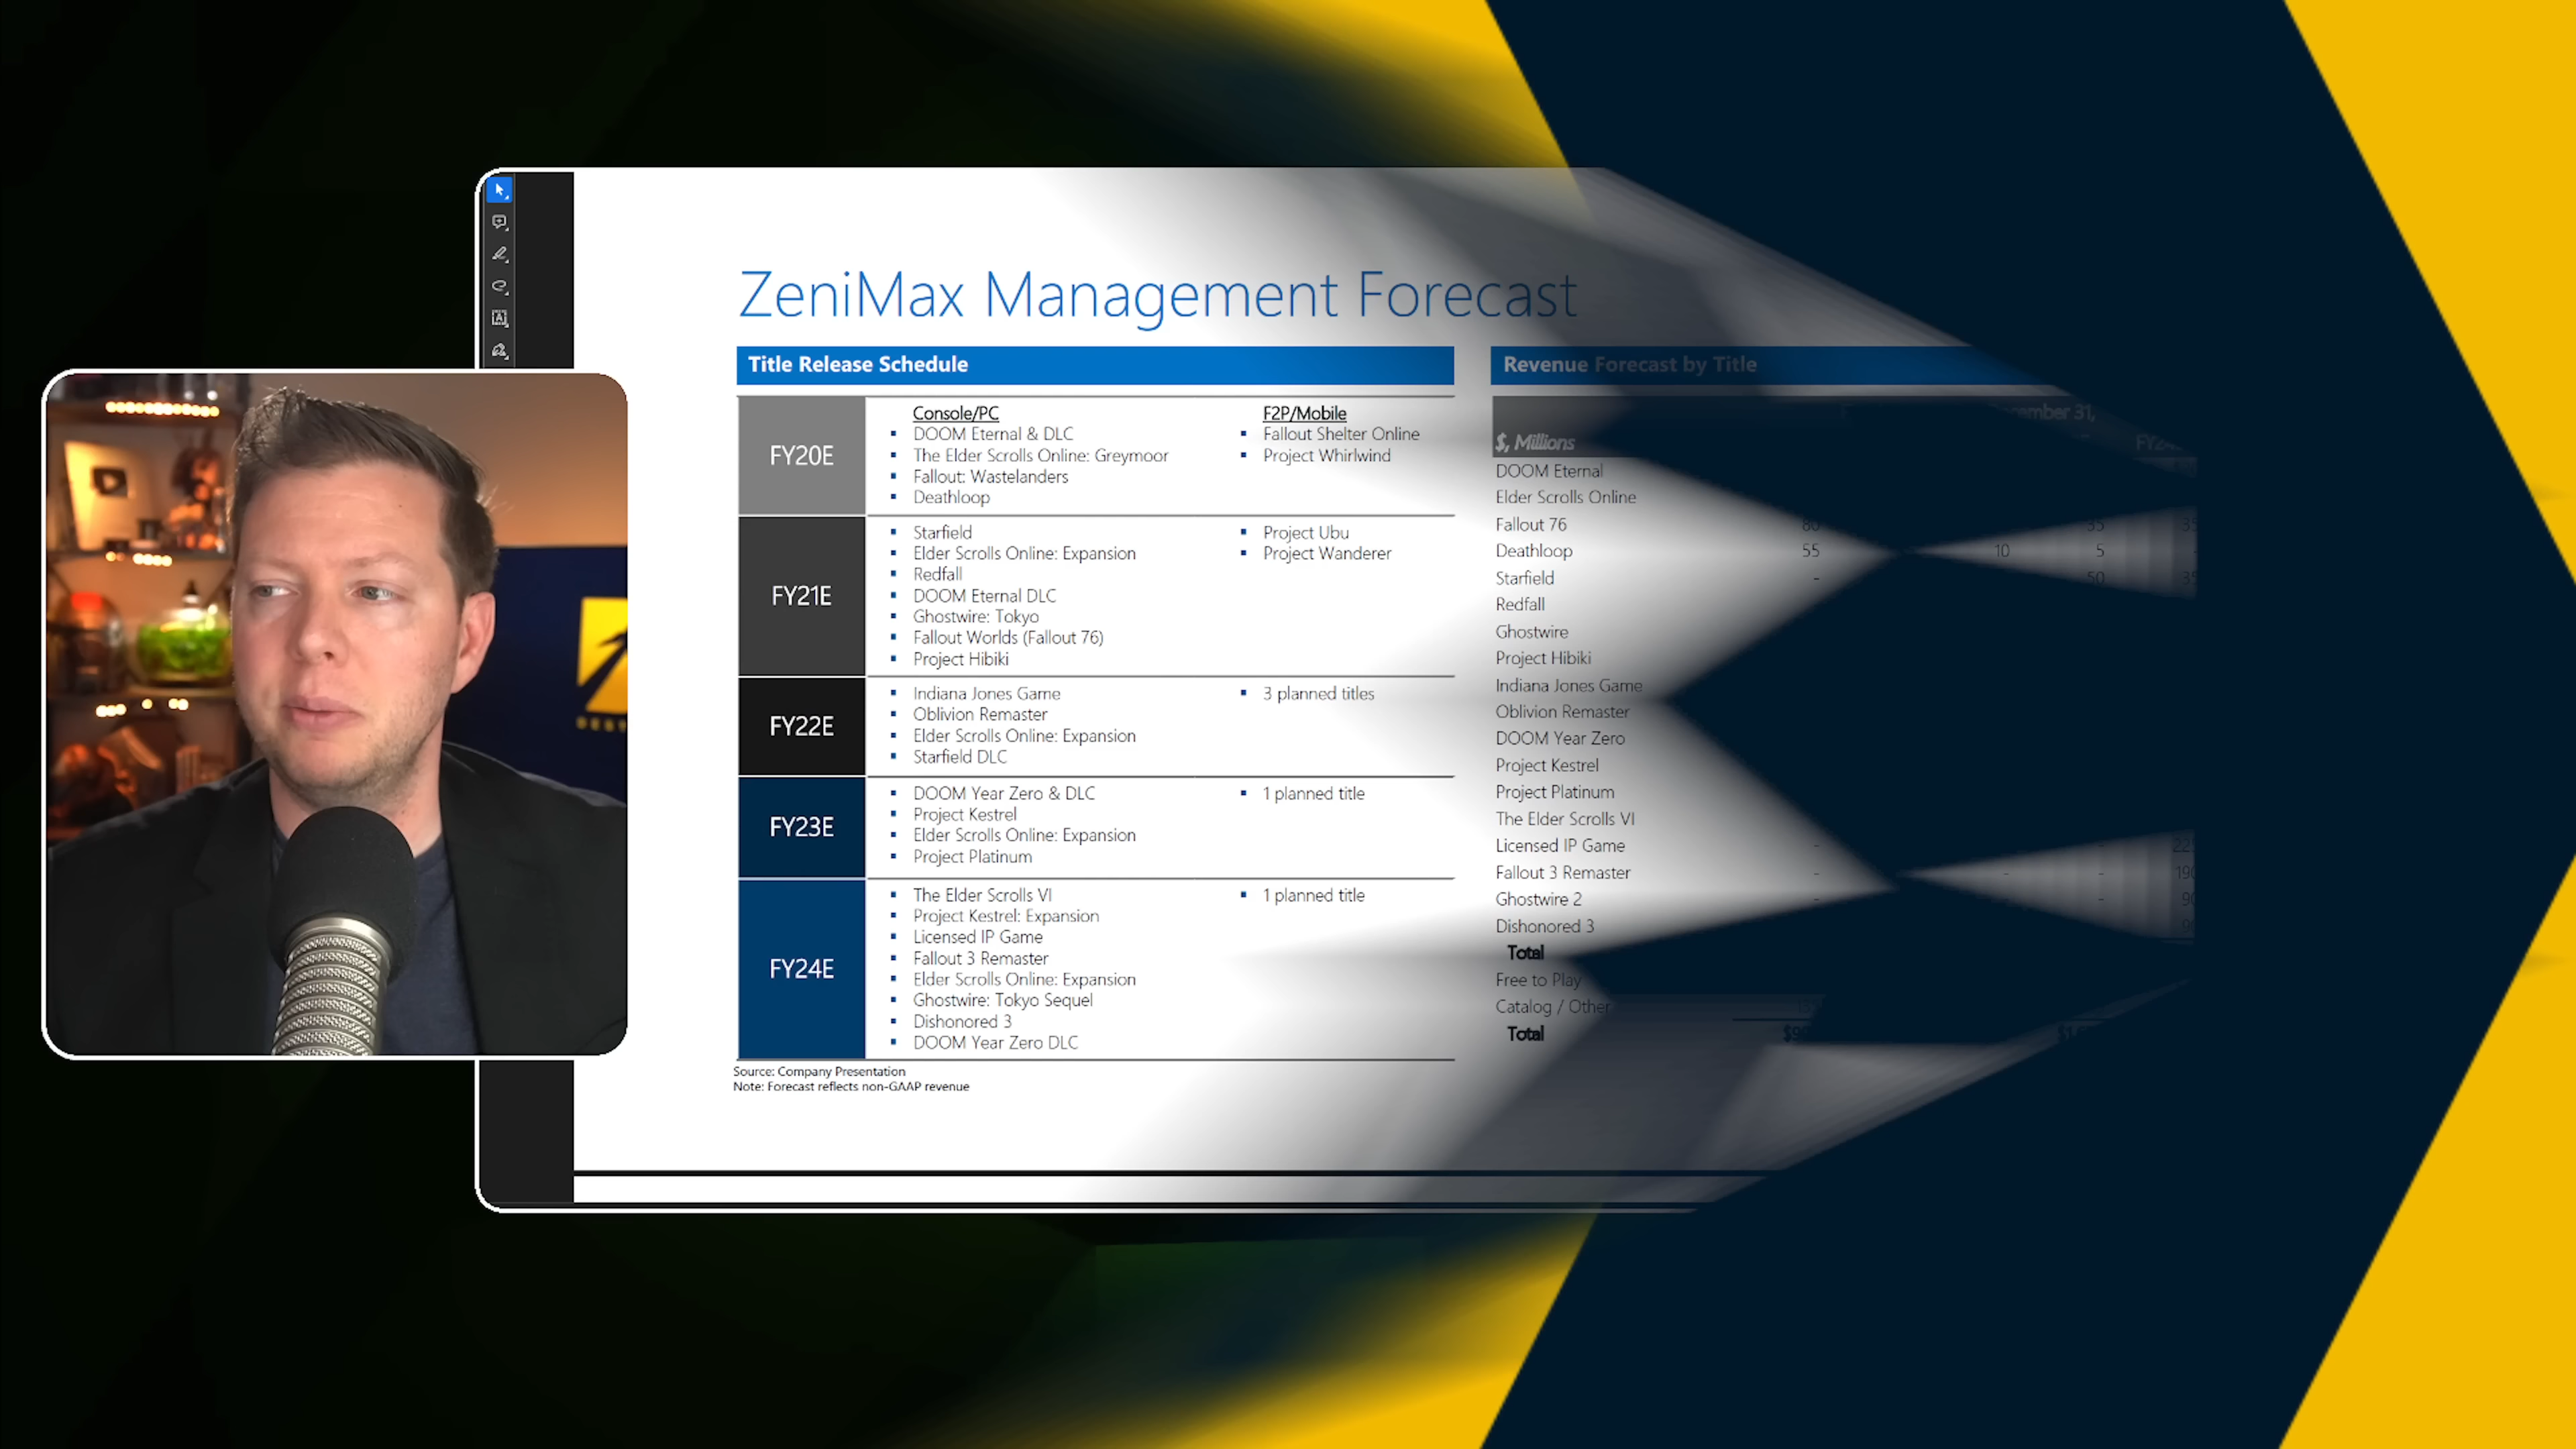 ZeniMax Management Forecast
Title Release Schedule
Console/PC
F2P/Mobile
FY20E
DOOM Eternal & DLC
The Elder Scrolls Online: Greymoor
Fallout: Wastelanders
Deathloop
Fallout Shelter Online
Project Whirlwind
FY21E
Starfield
Elder Scrolls Online: Expansion
Redfall
DOOM Eternal DLC
Ghostwire: Tokyo
Fallout Worlds (Fallout 76)
Project Hibiki
Project Ubu
Project Wanderer
FY22E
Indiana Jones Game
Oblivion Remaster
Elder Scrolls Online: Expansion
Starfield DLC
3 planned titles
FY23E
DOOM Year Zero & DLC
Project Kestrel
Elder Scrolls Online: Expansion
Project Platinum
1 planned title
FY24E
The Elder Scrolls VI
Project Kestrel: Expansion
Licensed IP Game
Fallout 3 Remaster
Elder Scrolls Online: Expansion
Ghostwire: Tokyo Sequel
Dishonored 3
DOOM Year Zero DLC
1 planned title
Source: Company Presentation
Note: Forecast reflects non-GAAP revenue
Revenue Forecast by Title
$, Millions
DOOM Eternal
Elder Scrolls Online
Fallout 76 80
Deathloop 55 10 5
Starfield - 50
Redfall
Ghostwire
Project Hibiki
Indiana Jones Game
Oblivion Remaster
DOOM Year Zero
Project Kestrel
Project Platinum
The Elder Scrolls VI
Licensed IP Game - -
Fallout 3 Remaster - - - 190
Ghostwire 2 - - -
Dishonored 3
Total
Free to Play
Catalog / Other
Total